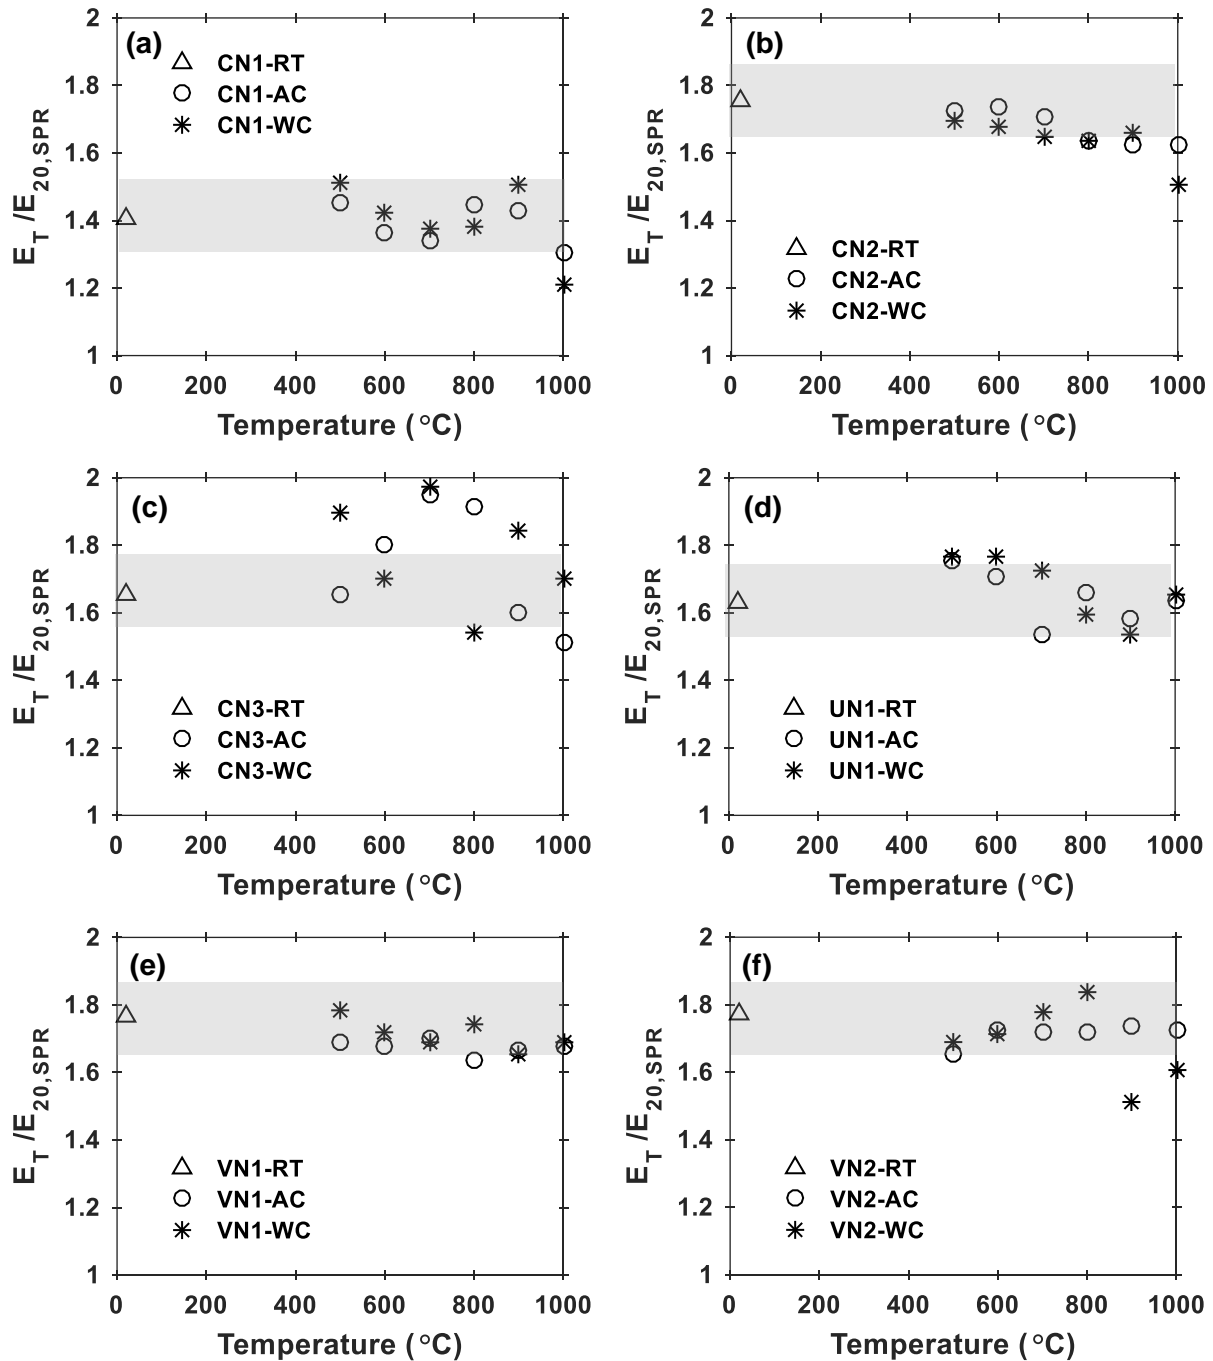 (a)
CN1-RT
CN1-AC
CN1-WC
2
1.8
1.6
1.4
1.2
1
E_T /E_20,SPR
0 200 400 600 800 1000
Temperature (°C)
(b)
CN2-RT
CN2-AC
CN2-WC
2
1.8
1.6
1.4
1.2
1
E_T /E_20,SPR
0 200 400 600 800 1000
Temperature (°C)
(c)
CN3-RT
CN3-AC
CN3-WC
2
1.8
1.6
1.4
1.2
1
E_T /E_20,SPR
0 200 400 600 800 1000
Temperature (°C)
(d)
UN1-RT
UN1-AC
UN1-WC
2
1.8
1.6
1.4
1.2
1
E_T /E_20,SPR
0 200 400 600 800 1000
Temperature (°C)
(e)
VN1-RT
VN1-AC
VN1-WC
2
1.8
1.6
1.4
1.2
1
E_T /E_20,SPR
0 200 400 600 800 1000
Temperature (°C)
(f)
VN2-RT
VN2-AC
VN2-WC
2
1.8
1.6
1.4
1.2
1
E_T /E_20,SPR
0 200 400 600 800 1000
Temperature (°C)